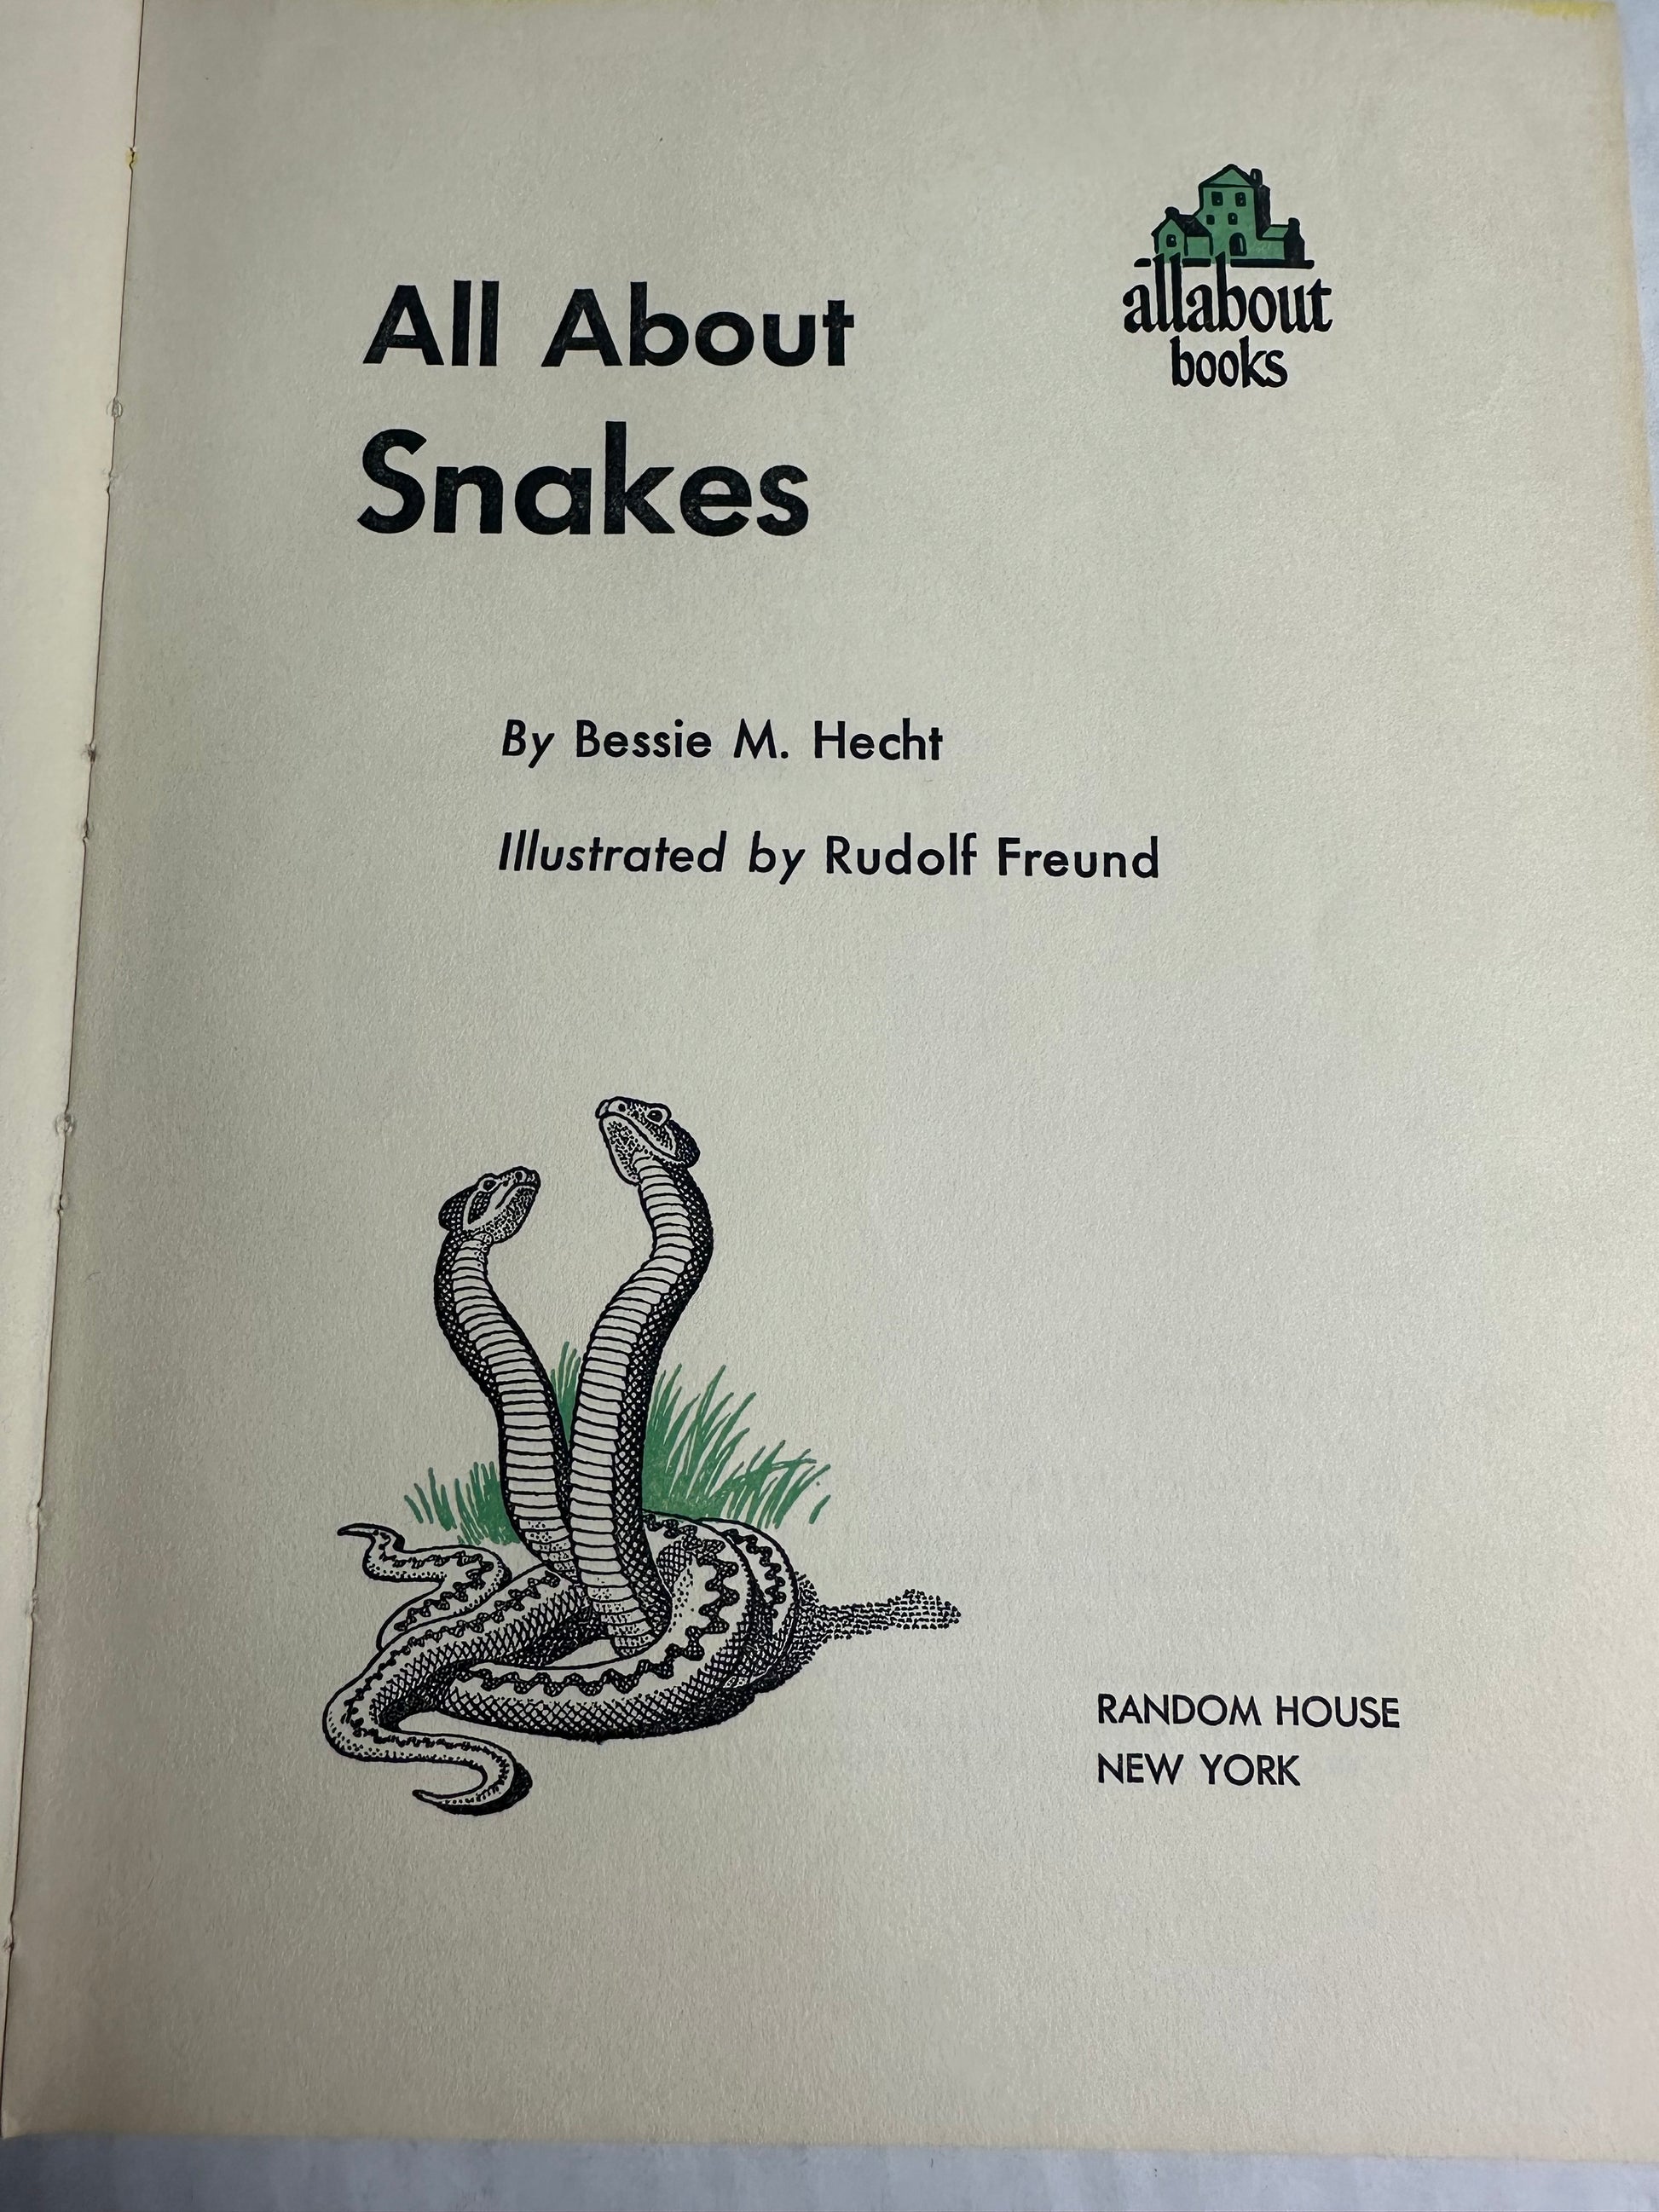 allabout
books
All About
Snakes
By Bessie M. Hecht
Illustrated by Rudolf Freund
RANDOM HOUSE
NEW YORK